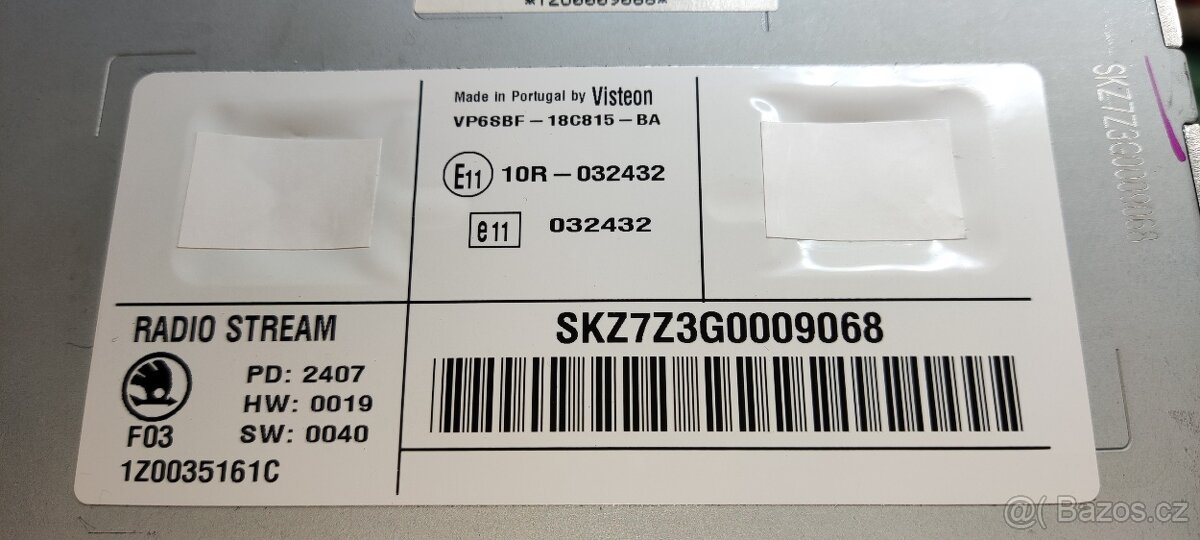 Made in Portugal by Visteon
VP6SBF-18C815-BA
E11 10R-032432
e11 032432
RADIO STREAM
PD: 2407
HW: 0019
SW: 0040
F03
1Z0035161C
SKZ7Z3G0009068
@( Bazos.cz